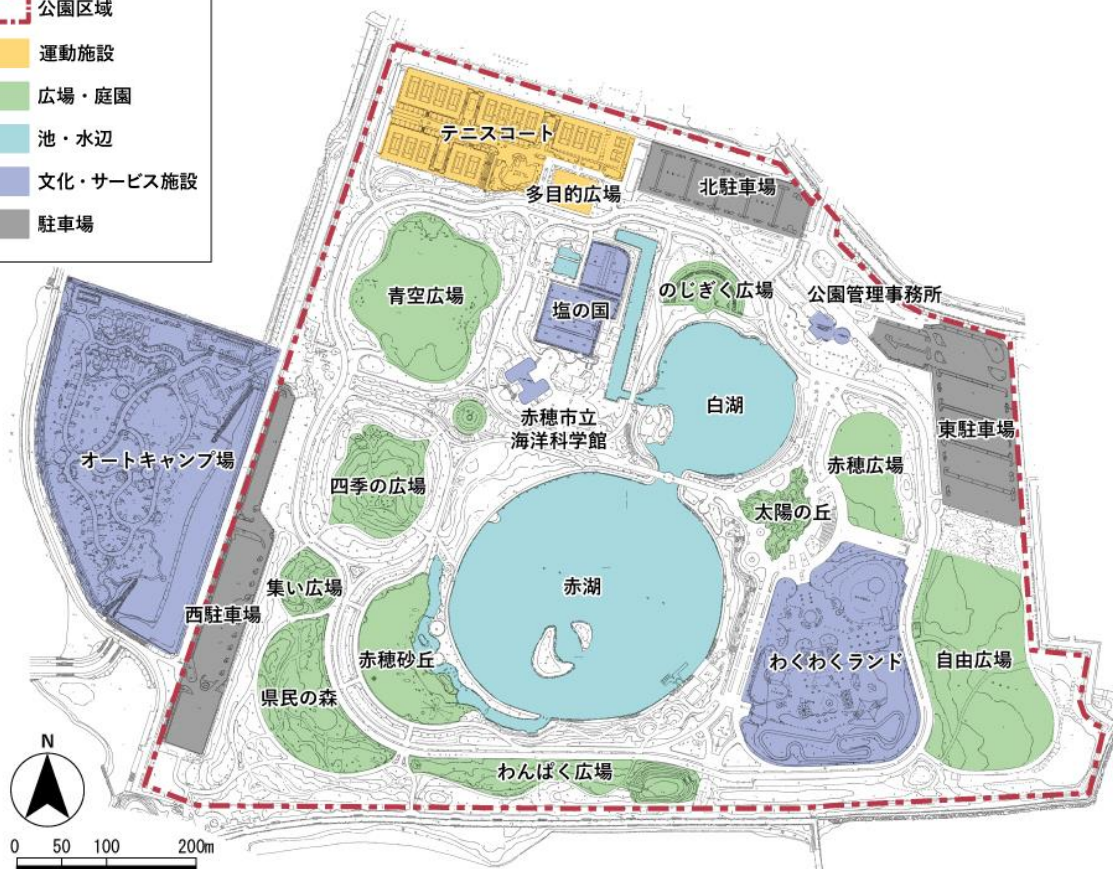 公園区域
運動施設
広場・庭園
池・水辺
文化・サービス施設
駐車場
テニスコート
多目的広場
北駐車場
青空広場
塩の国
のじぎく広場
公園管理事務所
赤穂市立
海洋科学館
白湖
東駐車場
オートキャンプ場
四季の広場
赤穂広場
太陽の丘
集い広場
赤湖
西駐車場
赤穂砂丘
わくわくランド
自由広場
県民の森
わんぱく広場
N
0 50 100 200m